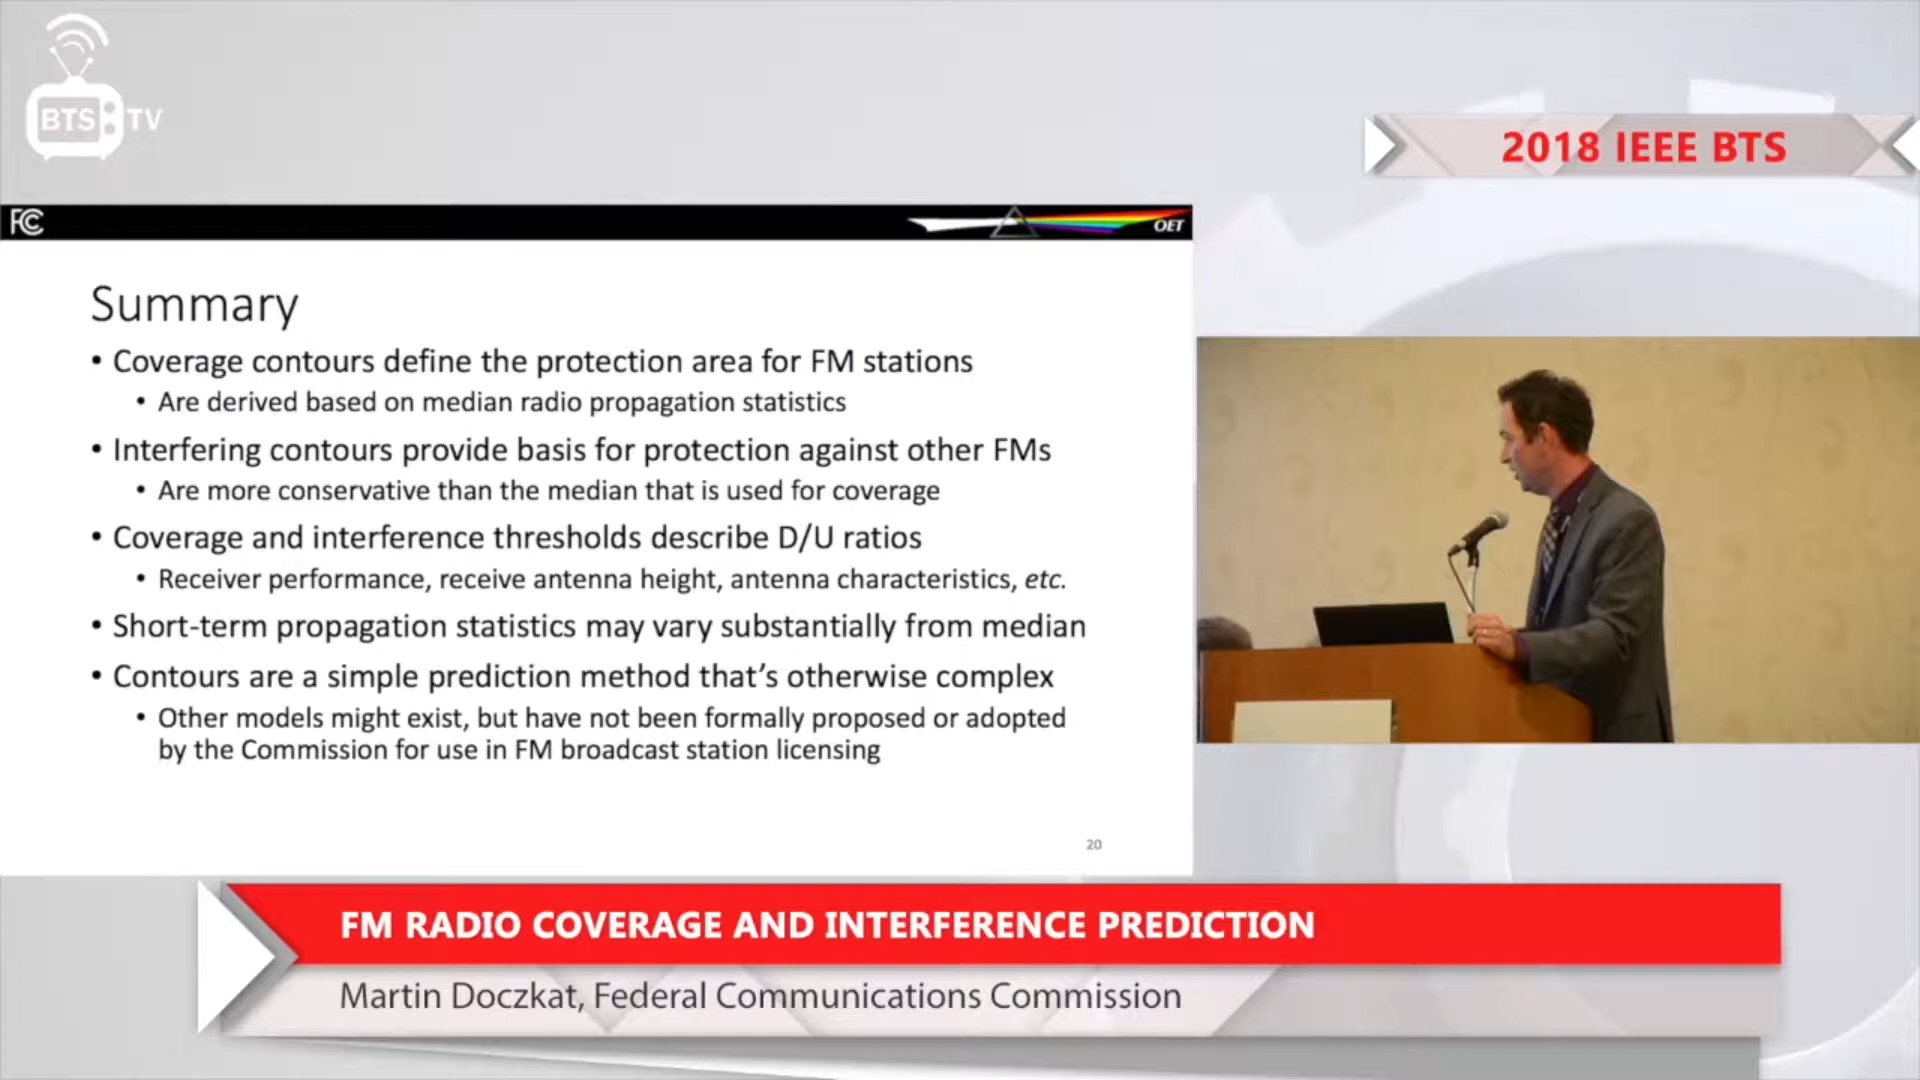 BTS TV
2018 IEEE BTS
FCC
OET
Summary
• Coverage contours define the protection area for FM stations
• Are derived based on median radio propagation statistics
• Interfering contours provide basis for protection against other FMs
• Are more conservative than the median that is used for coverage
• Coverage and interference thresholds describe D/U ratios
• Receiver performance, receive antenna height, antenna characteristics, etc.
• Short-term propagation statistics may vary substantially from median
• Contours are a simple prediction method that’s otherwise complex
• Other models might exist, but have not been formally proposed or adopted
by the Commission for use in FM broadcast station licensing
20
FM RADIO COVERAGE AND INTERFERENCE PREDICTION
Martin Doczkat, Federal Communications Commission